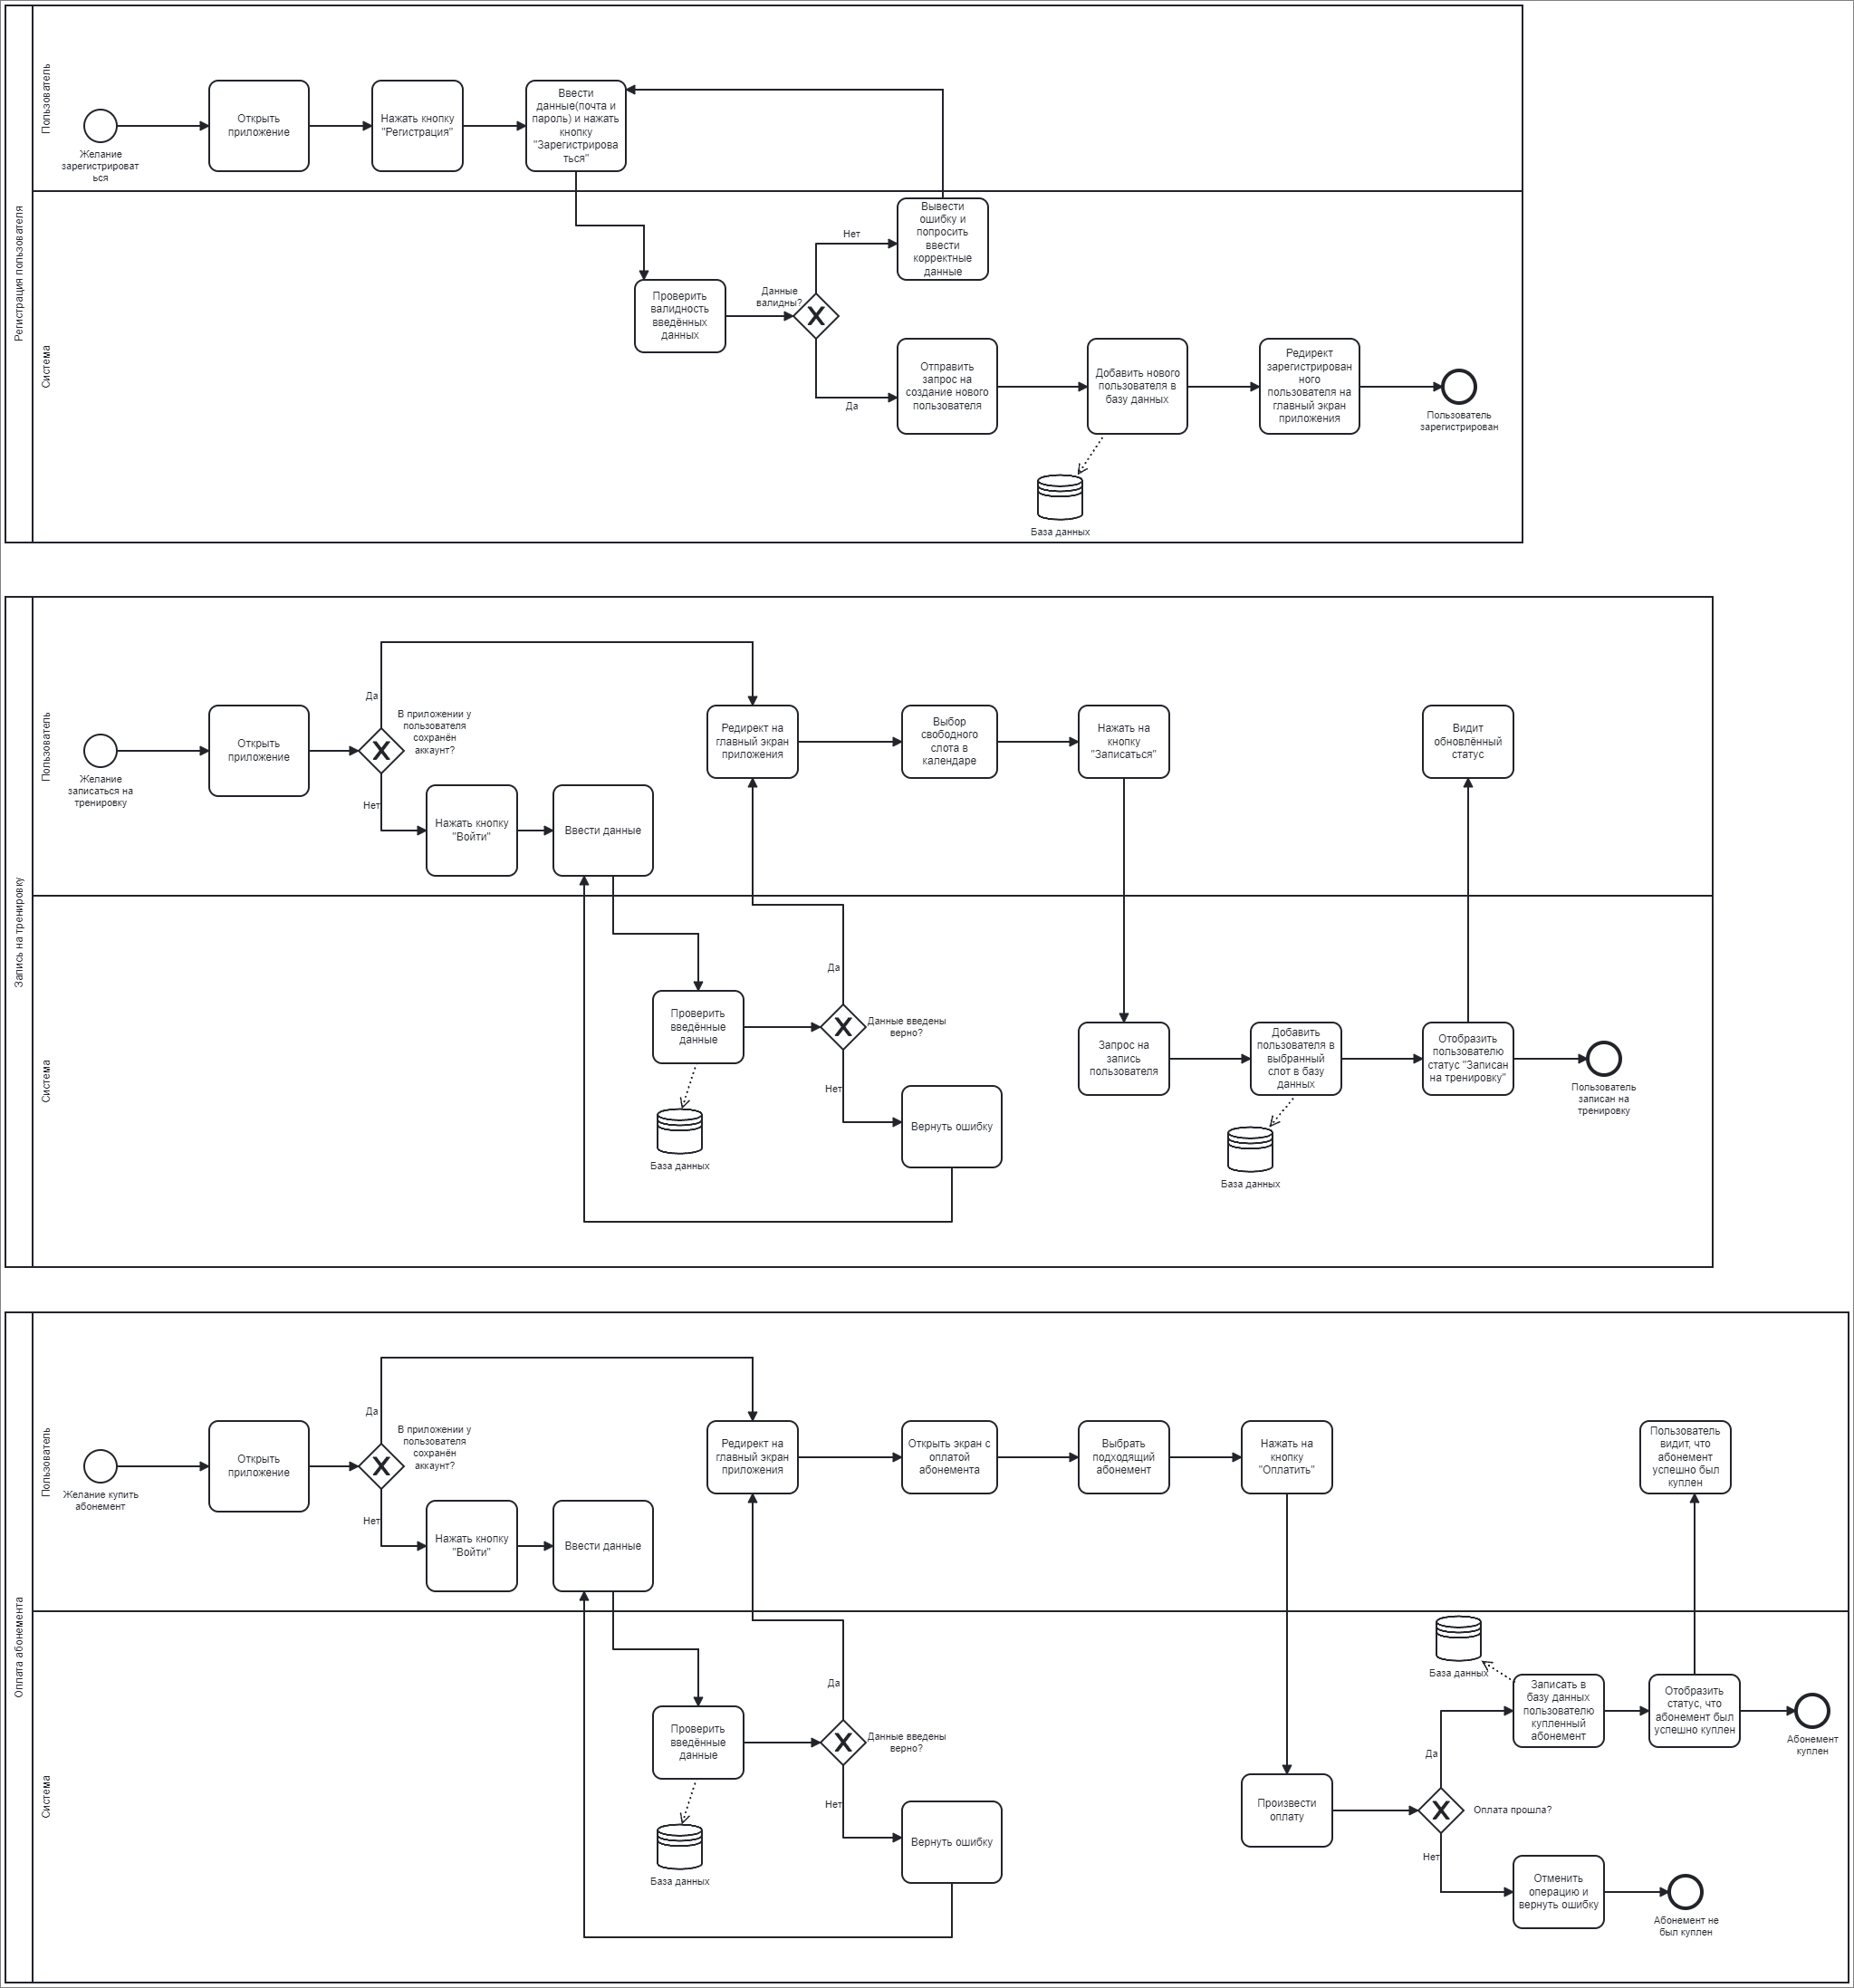 Регистрация пользователя
Пользователь
Желание
зарегистрироват
ься
Открыть
приложение
Нажать кнопку
"Регистрация"
Ввести
данные(почта и
пароль) и нажать
кнопку
"Зарегистрирова
ться"
Система
Проверить
валидность
введённых
данных
Данные
валидны?
Нет
Вывести
ошибку и
попросить
ввести
корректные
данные
Да
Отправить
запрос на
создание нового
пользователя
Добавить нового
пользователя в
базу данных
База данных
Редирект
зарегистрирован
ного
пользователя на
главный экран
приложения
Пользователь
зарегистрирован
Запись на тренировку
Пользователь
Желание
записаться на
тренировку
Открыть
приложение
Да
В приложении у
пользователя
сохранён
аккаунт?
Нет
Нажать кнопку
"Войти"
Ввести данные
Редирект на
главный экран
приложения
Выбор
свободного
слота в
календаре
Нажать на
кнопку
"Записаться"
Видит
обновлённый
статус
Система
Проверить
введённые
данные
База данных
Да
Данные введены
верно?
Нет
Вернуть ошибку
Запрос на
запись
пользователя
Добавить
пользователя в
выбранный
слот в базу
данных
База данных
Отобразить
пользователю
статус "Записан
на тренировку"
Пользователь
записан на
тренировку
Оплата абонемента
Пользователь
Желание купить
абонемент
Открыть
приложение
Да
В приложении у
пользователя
сохранён
аккаунт?
Нет
Нажать кнопку
"Войти"
Ввести данные
Редирект на
главный экран
приложения
Открыть экран с
оплатой
абонемента
Выбрать
подходящий
абонемент
Нажать на
кнопку
"Оплатить"
Пользователь
видит, что
абонемент
успешно был
куплен
Система
Проверить
введённые
данные
База данных
Да
Данные введены
верно?
Нет
Вернуть ошибку
Произвести
оплату
Оплата прошла?
Да
База данных
Записать в
базу данных
пользователю
купленный
абонемент
Отобразить
статус, что
абонемент был
успешно куплен
Абонемент
куплен
Нет
Отменить
операцию и
вернуть ошибку
Абонемент не
был куплен